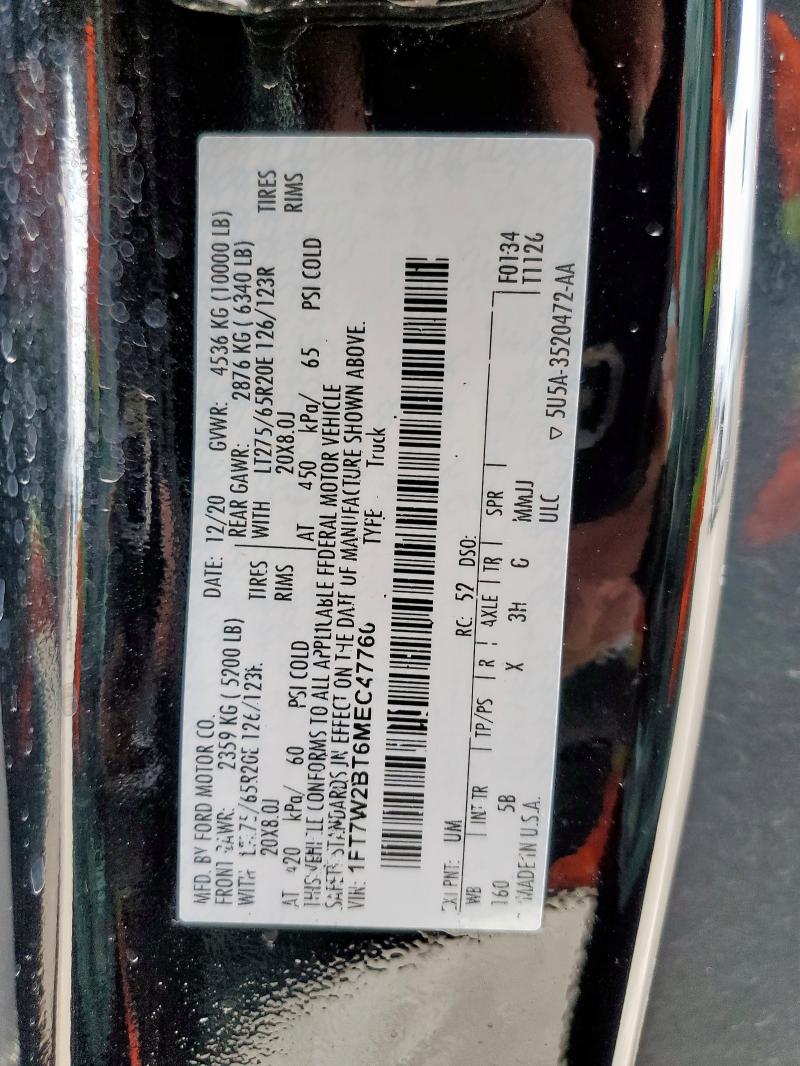 MFD. BY FORD MOTOR CO.
DATE: 12/20 GVWR: 4536 KG (10000 LB)
FRONT GAWR: 2359 KG ( 5200 LB)
REAR GAWR: 2876 KG ( 6340 LB)
WITH LT275/65R20E 126/123R TIRES
WITH LT275/65R20E 126/123R TIRES
20X8.0J RIMS
20X8.0J RIMS
AT 420 kPa/ 60 PSI COLD
AT 450 kPa/ 65 PSI COLD
THIS VEHICLE CONFORMS TO ALL APPLICABLE FEDERAL MOTOR VEHICLE
SAFETY STANDARDS IN EFFECT ON THE DATE OF MANUFACTURE SHOWN ABOVE.
VIN: 1FT7W2BT6MEC47760
TYPE Truck
EXT PNT: UM RC: 52 DSO:
WB INT TR TP/PS R AXLE TR SPR
160 5B X 3H G MMJJ
F0134
T1126
MADE IN U.S.A. ULC
5U5A-3520472-AA